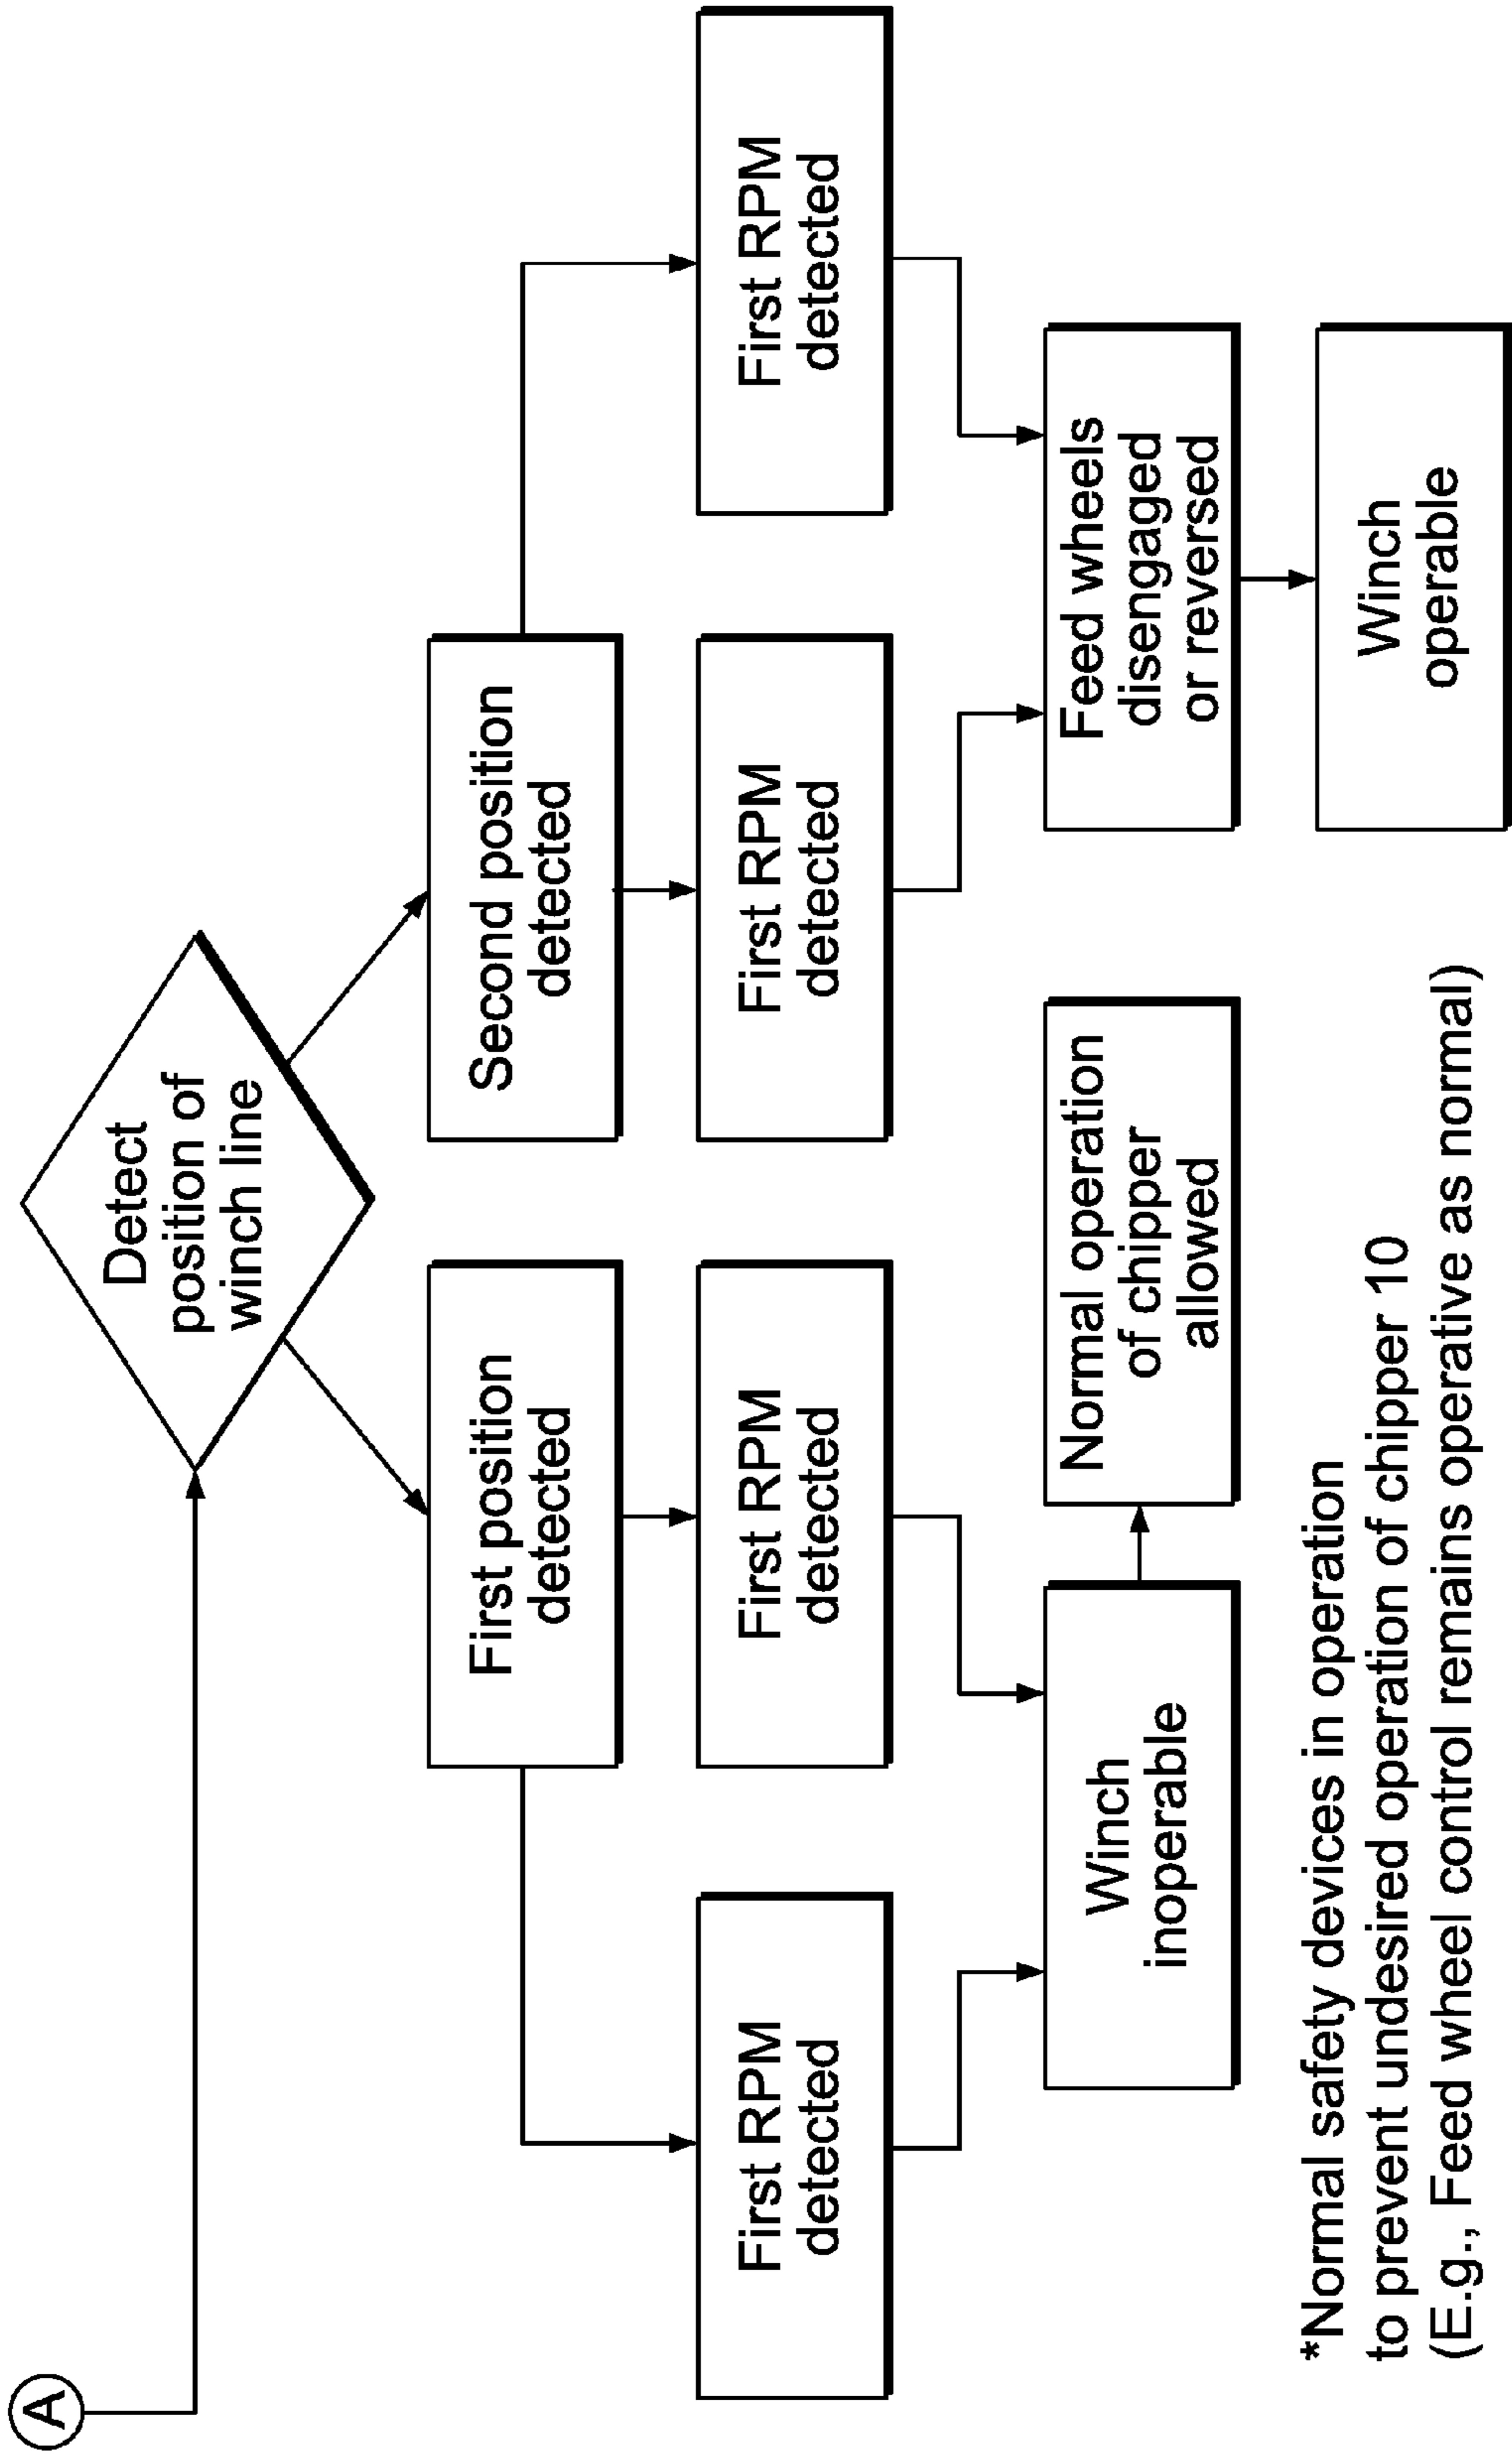 A
Detect
position of
winch line
First position
detected
Second position
detected
First RPM
detected
First RPM
detected
First RPM
detected
First RPM
detected
Winch
inoperable
Normal operation
of chipper
allowed
Feed wheels
disengaged
or reversed
Winch
operable
*Normal safety devices in operation
to prevent undesired operation of chipper 10
(E.g., Feed wheel control remains operative as normal)